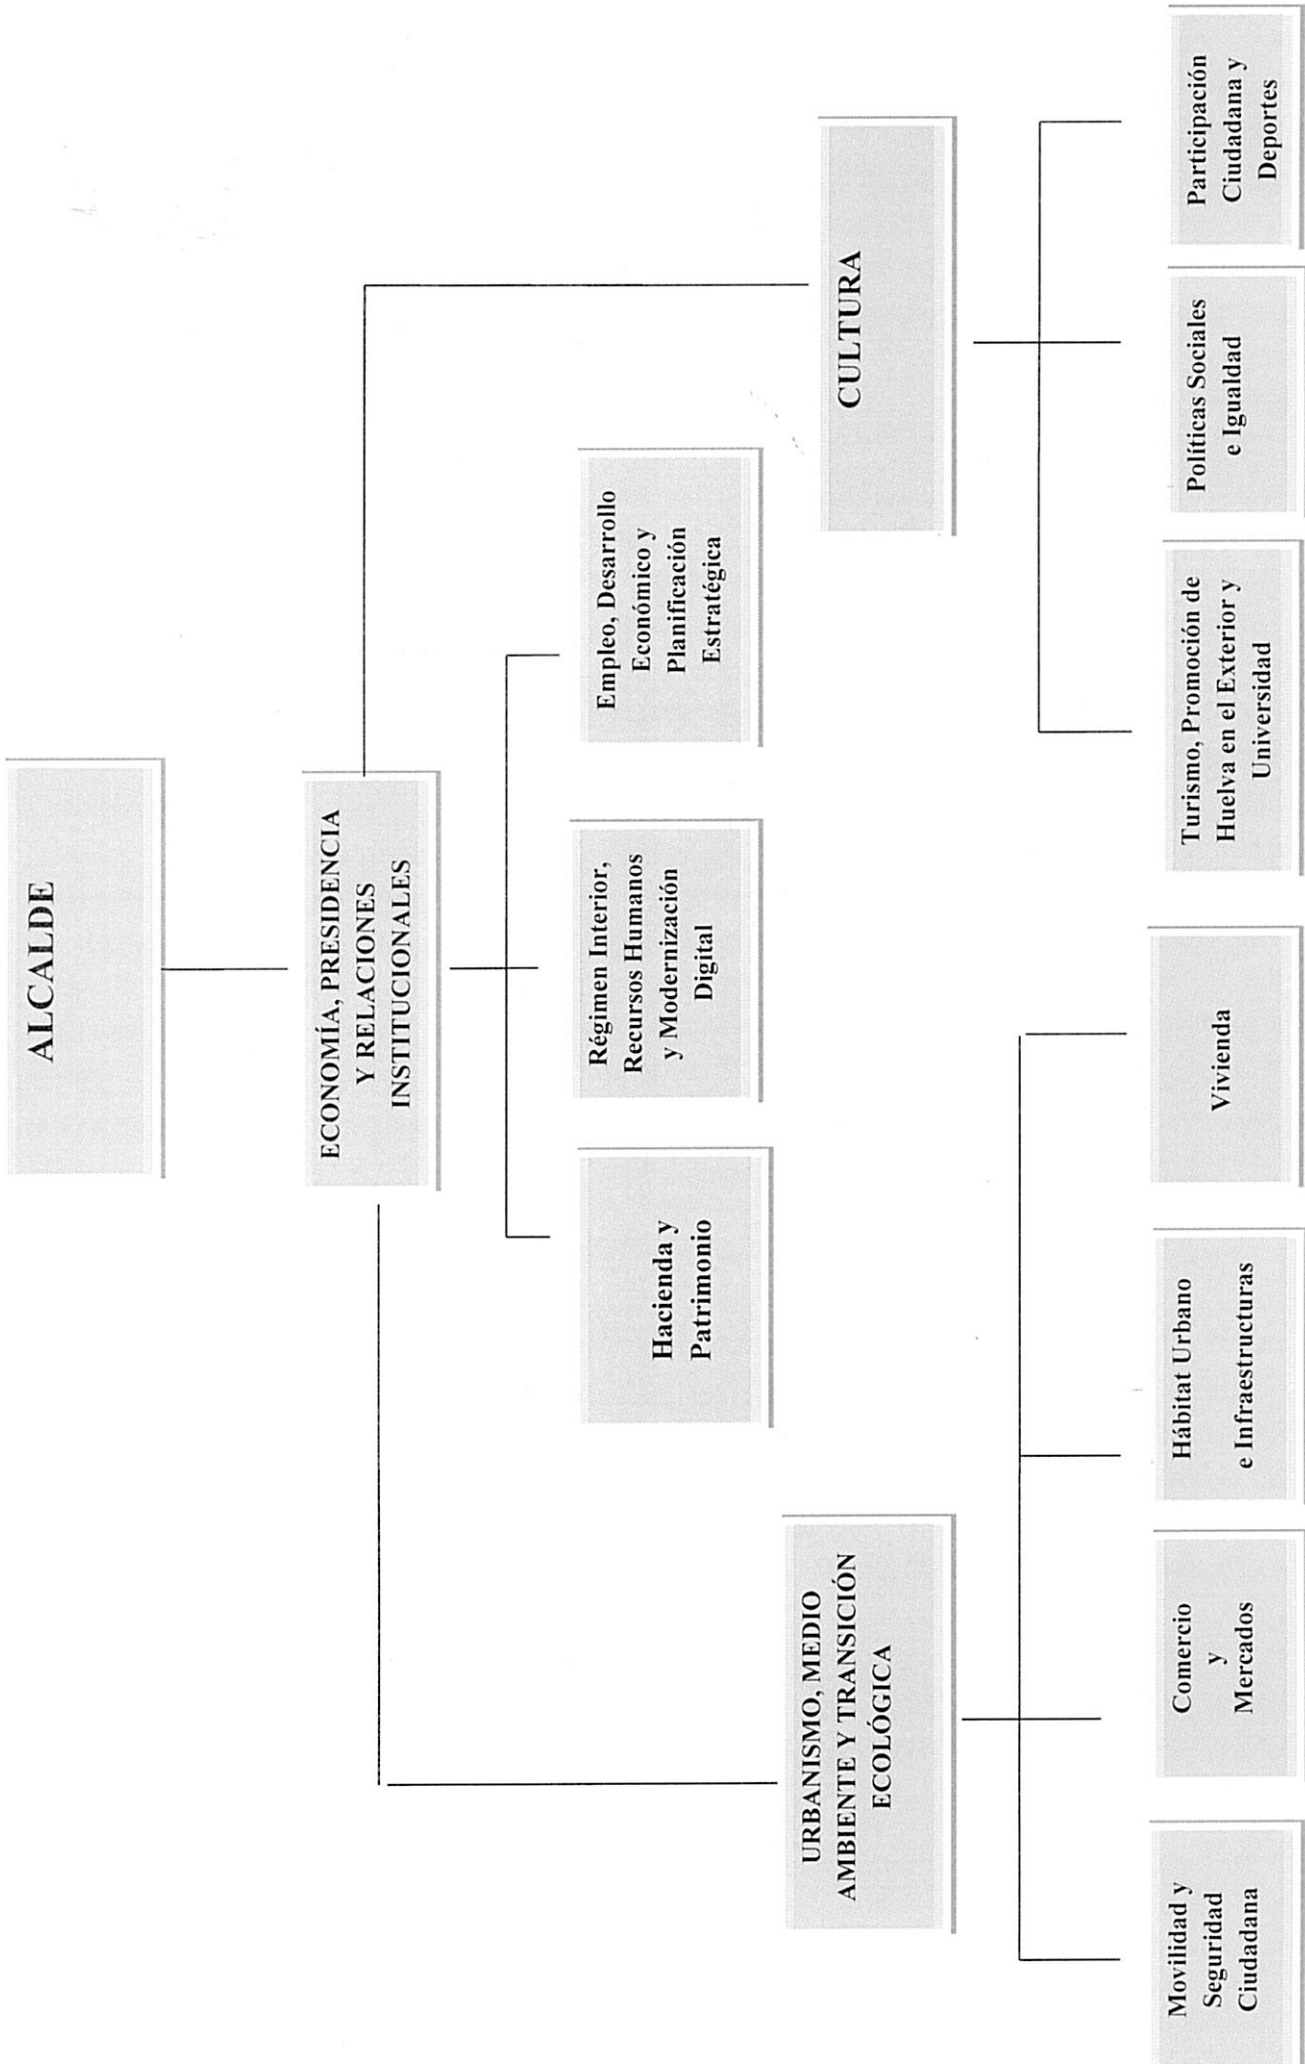 ALCALDE
ECONOMÍA, PRESIDENCIA
Y RELACIONES
INSTITUCIONALES
Hacienda y
Patrimonio
Régimen Interior,
Recursos Humanos
y Modernización
Digital
Empleo, Desarrollo
Económico y
Planificación
Estratégica
URBANISMO, MEDIO
AMBIENTE Y TRANSICIÓN
ECOLÓGICA
CULTURA
Movilidad y
Seguridad
Ciudadana
Comercio
y
Mercados
Hábitat Urbano
e Infraestructuras
Vivienda
Turismo, Promoción de
Huelva en el Exterior y
Universidad
Políticas Sociales
e Igualdad
Participación
Ciudadana y
Deportes